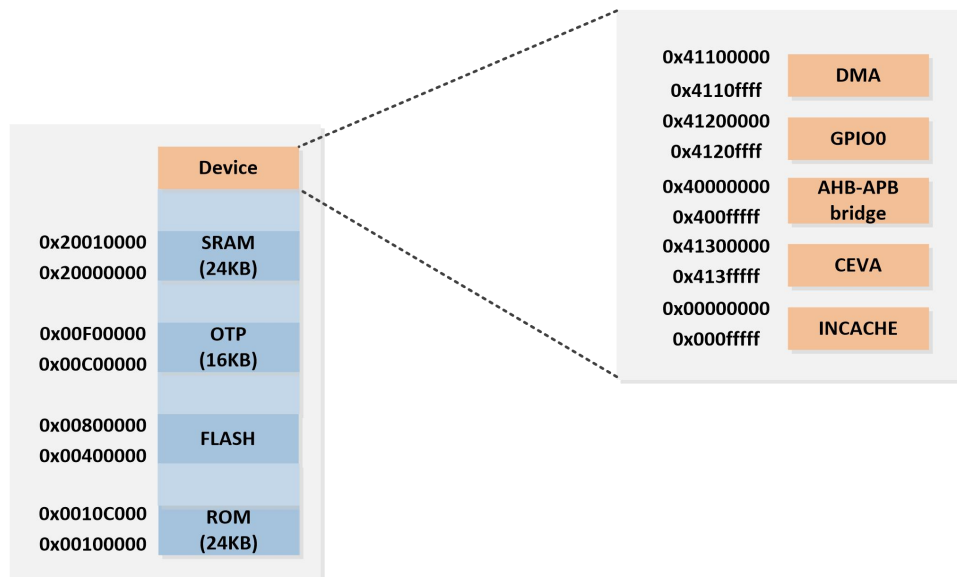 Device
0x20010000
0x20000000
SRAM
(24KB)
0x00F00000
0x00C00000
OTP
(16KB)
0x00800000
0x00400000
FLASH
0x0010C000
0x00100000
ROM
(24KB)
0x41100000
0x4110ffff
DMA
0x41200000
0x4120ffff
GPIO0
0x40000000
0x400fffff
AHB-APB
bridge
0x41300000
0x413fffff
CEVA
0x00000000
0x000fffff
INCACHE